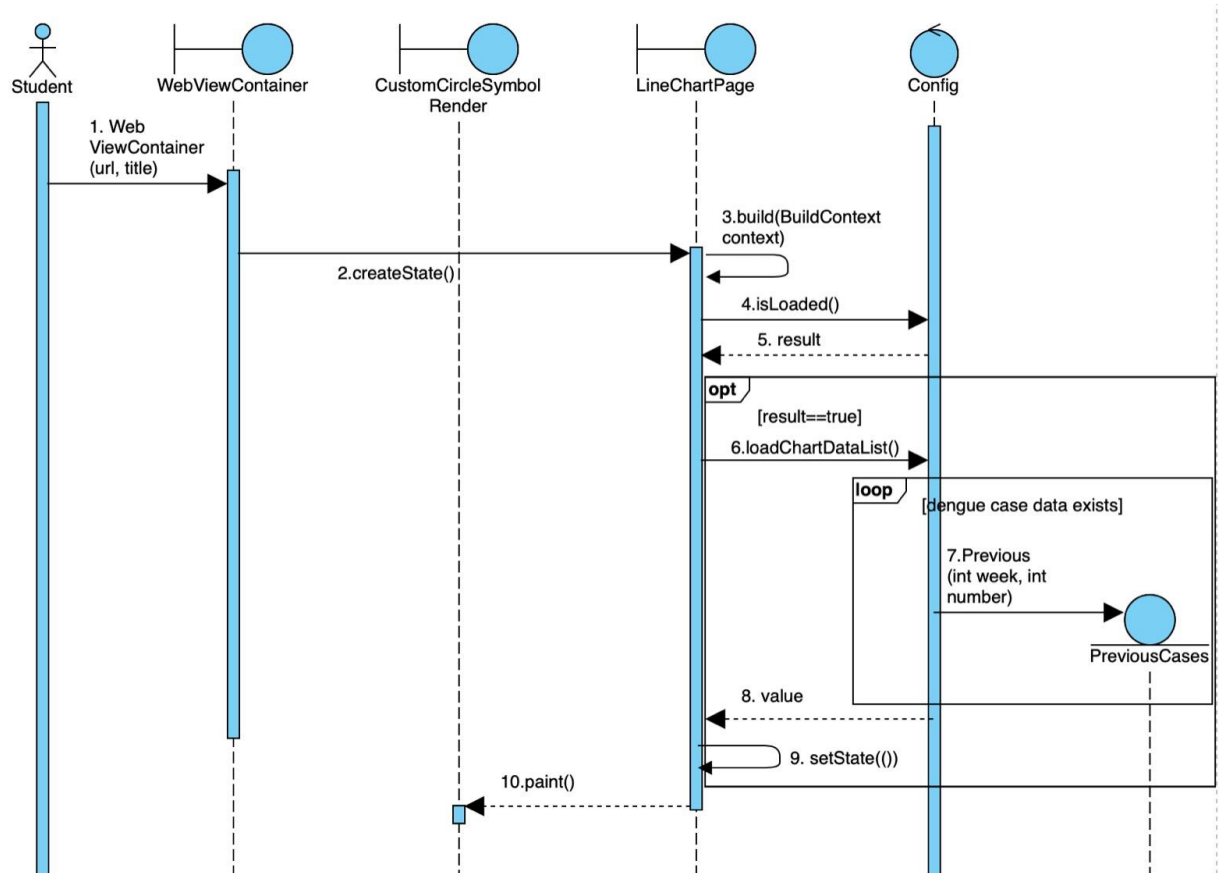 Student
WebViewContainer
CustomCircleSymbol
Render
LineChartPage
Config
1. Web
ViewContainer
(url, title)
2.createState()
3.build(BuildContext
context)
4.isLoaded()
5. result
opt
[result==true]
6.loadChartDataList()
loop
[dengue case data exists]
7.Previous
(int week, int
number)
PreviousCases
8. value
9. setState(())
10.paint()